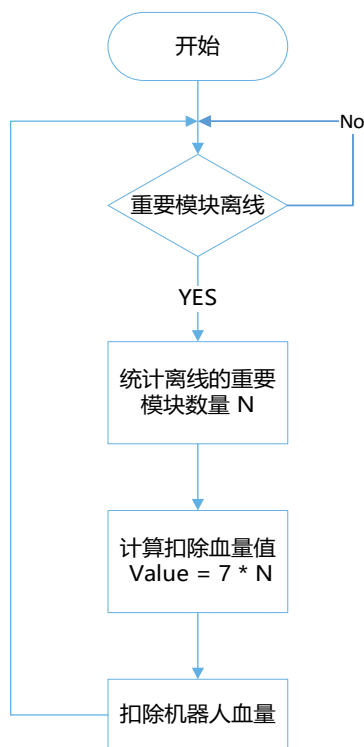 开始
No
重要模块离线
YES
统计离线的重要
模块数量 N
计算扣除血量值
Value = 7 * N
扣除机器人血量